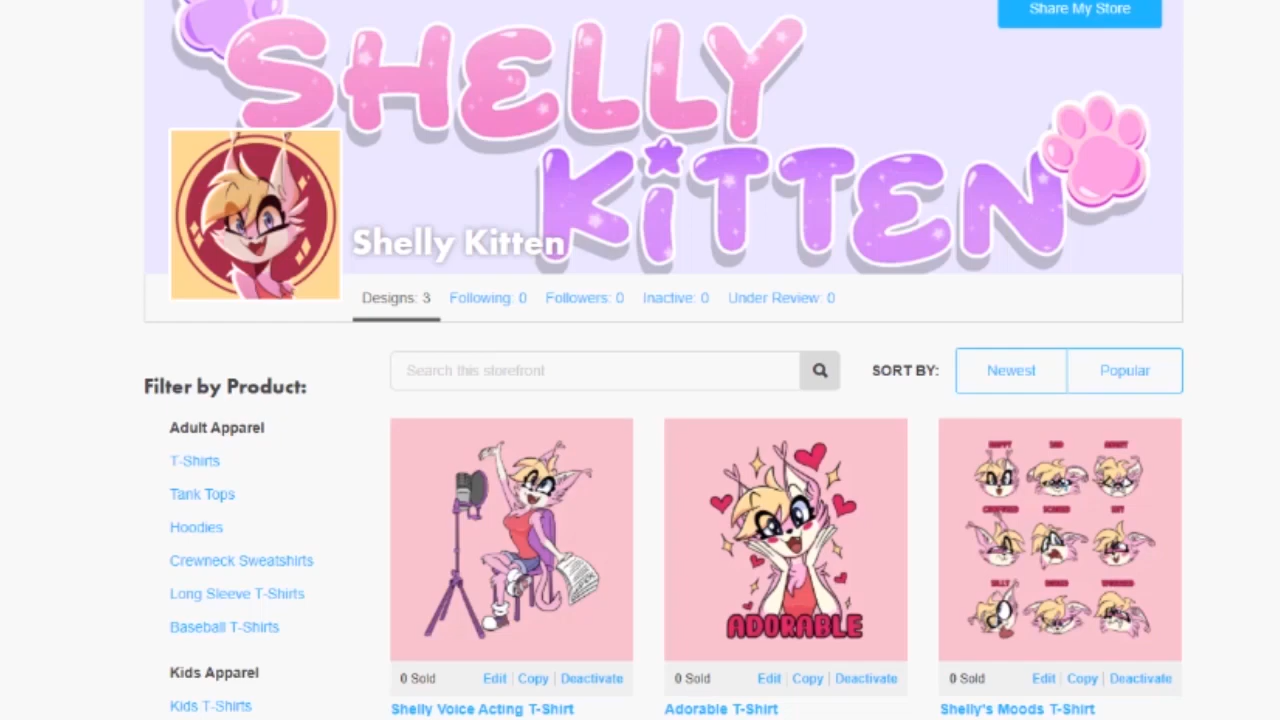 Share My Store
SHELLY
KiTTEN
Shelly Kitten
Designs: 3 Following: 0 Followers: 0 Inactive: 0 Under Review: 0
Filter by Product:
Search this storefront
SORT BY: Newest Popular
Adult Apparel
T-Shirts
Tank Tops
Hoodies
Crewneck Sweatshirts
Long Sleeve T-Shirts
Baseball T-Shirts
Kids Apparel
Kids T-Shirts
ADORABLE
0 Sold Edit | Copy | Deactivate
Shelly Voice Acting T-Shirt
0 Sold Edit | Copy | Deactivate
Adorable T-Shirt
0 Sold Edit | Copy | Deactivate
Shelly's Moods T-Shirt